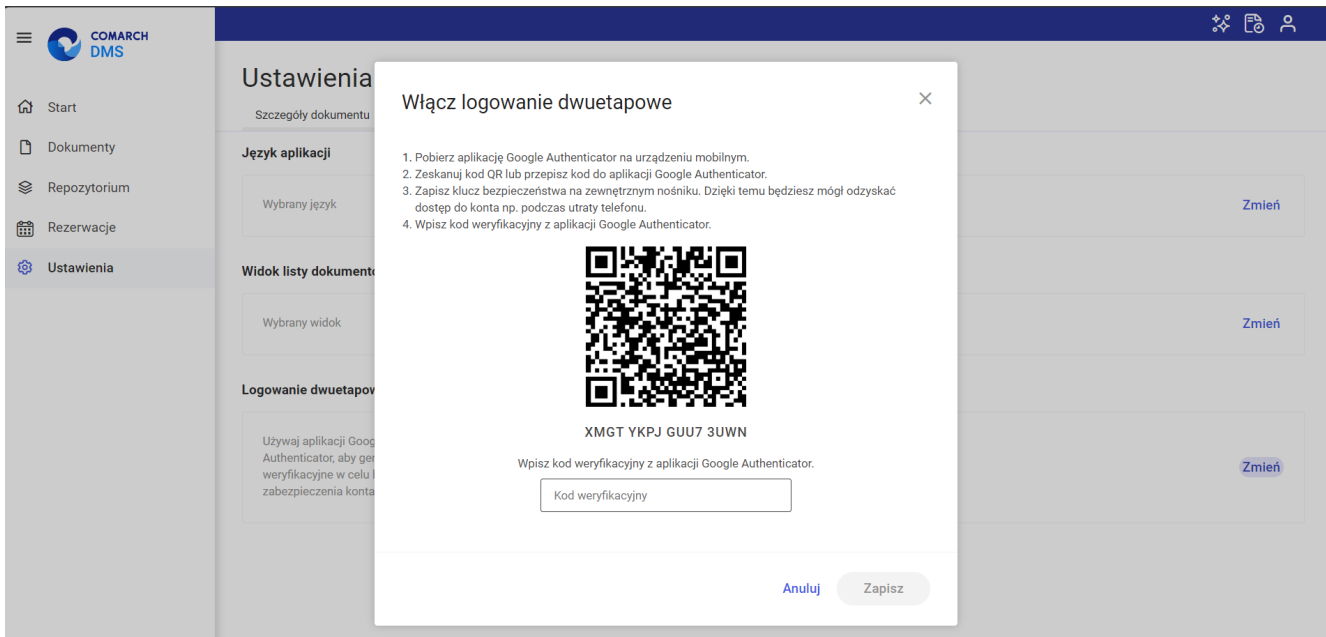 COMARCH
DMS
Start
Dokumenty
Repozytorium
Rezerwacje
Ustawienia
Ustawienia
Szczegóły dokumentu
Język aplikacji
Wybrany język
Zmień
Widok listy
Wybrany widok
Zmień
Logowanie
Używaj aplikacji
Authenticator, aby
weryfikacyjne w celu
zabezpieczenia konta
Zmień
Włącz logowanie dwuetapowe
1. Pobierz aplikację Google Authenticator na urządzeniu mobilnym.
2. Zeskanuj kod QR lub przepisz kod do aplikacji Google Authenticator.
3. Zapisz klucz bezpieczeństwa na zewnętrznym nośniku. Dzięki temu będziesz mógł odzyskać
dostęp do konta np. podczas utraty telefonu.
4. Wpisz kod weryfikacyjny z aplikacji Google Authenticator.
XMGT YKPJ GUU7 3UWN
Wpisz kod weryfikacyjny z aplikacji Google Authenticator.
Kod weryfikacyjny
Anuluj
Zapisz